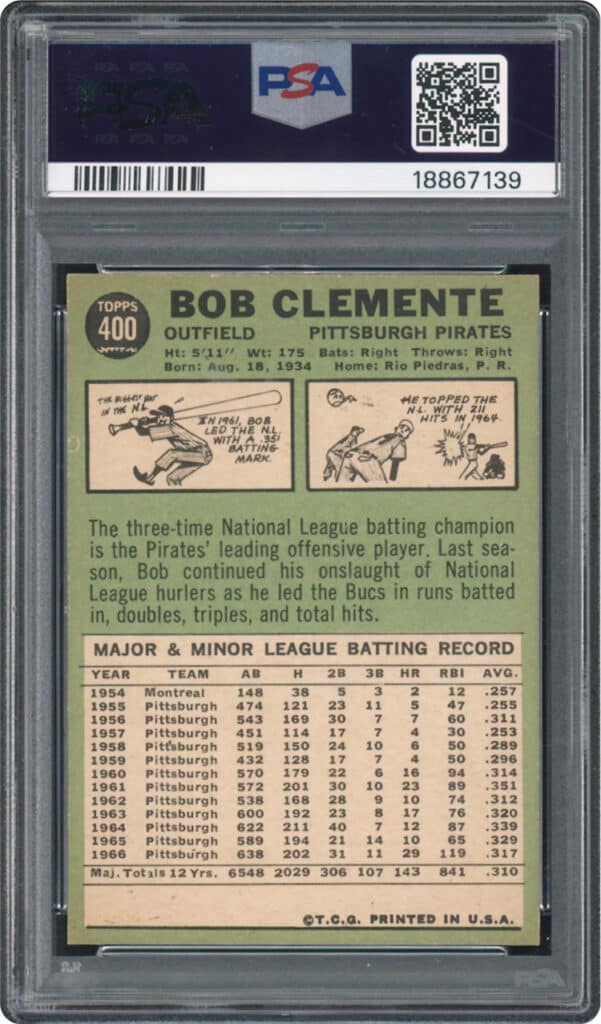 PSA PSA PSA
PSA
PSA PSA PSA
PSA
18867139
TOPPS
400
BOB CLEMENTE
OUTFIELD PITTSBURGH PIRATES
Ht: 5'11" Wt: 175 Bats: Right Throws: Right
Born: Aug. 18, 1934 Home: Rio Piedras, P. R.
THE BIGGEST BAT
IN THE N.L.
IN 1961, BOB
LED THE N.L.
WITH A .351
BATTING
MARK.
HE TOPPED THE
N.L. WITH 211
HITS IN 1964.
The three-time National League batting champion
is the Pirates' leading offensive player. Last sea-
son, Bob continued his onslaught of National
League hurlers as he led the Bucs in runs batted
in, doubles, triples, and total hits.
MAJOR & MINOR LEAGUE BATTING RECORD
YEAR TEAM AB H 2B 3B HR RBI AVG.
1954 Montreal 148 38 5 3 2 12 .257
1955 Pittsburgh 474 121 23 11 5 47 .255
1956 Pittsburgh 543 169 30 7 7 60 .311
1957 Pittsburgh 451 114 17 7 4 30 .253
1958 Pittsburgh 519 150 24 10 6 50 .289
1959 Pittsburgh 432 128 17 7 4 50 .296
1960 Pittsburgh 570 179 22 6 16 94 .314
1961 Pittsburgh 572 201 30 10 23 89 .351
1962 Pittsburgh 538 168 28 9 10 74 .312
1963 Pittsburgh 600 192 23 8 17 76 .320
1964 Pittsburgh 622 211 40 7 12 87 .339
1965 Pittsburgh 589 194 21 14 10 65 .329
1966 Pittsburgh 638 202 31 11 29 119 .317
Maj. Totals 12 Yrs. 6548 2029 306 107 143 841 .310
©T.C.G. PRINTED IN U.S.A.
PSA